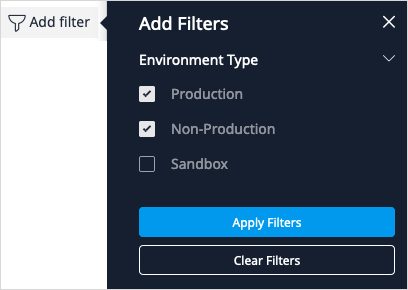 Add filter
Add Filters
Environment Type
Production
Non-Production
Sandbox
Apply Filters
Clear Filters